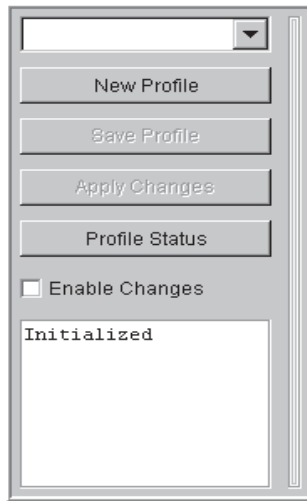 New Profile
Save Profile
Apply Changes
Profile Status
Enable Changes
Initialized